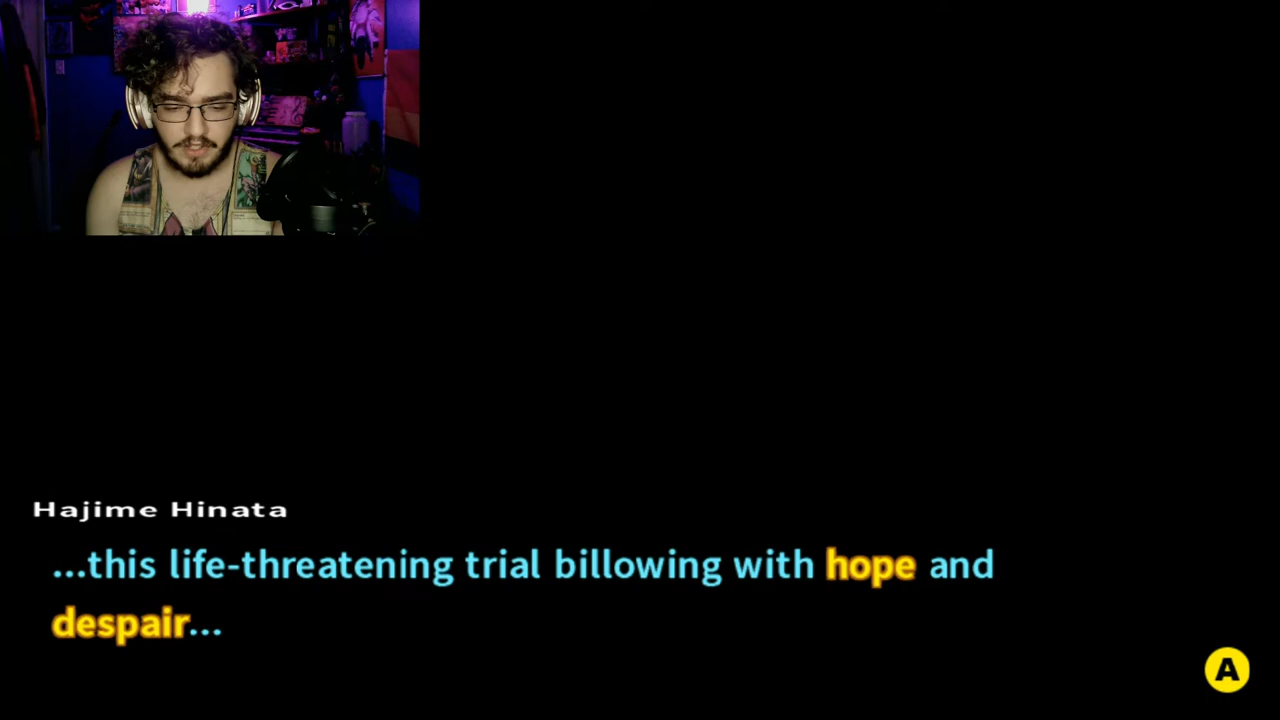 Hajime Hinata
...this life-threatening trial billowing with hope and
despair...
A